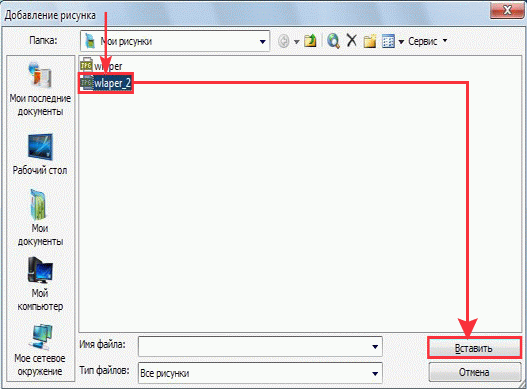 Добавление рисунка
Папка: Мои рисунки Сервис
wlaper
wlaper_2
Мои последние
документы
Рабочий стол
Мои
документы
Мой
компьютер
Мое сетевое
окружение
Имя файла:
Вставить
Тип файлов: Все рисунки
Отмена